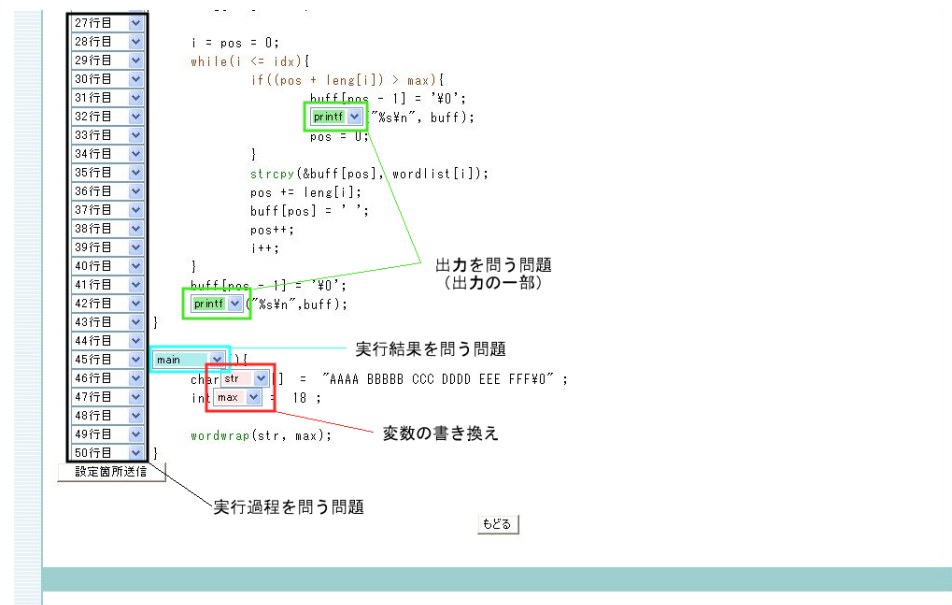 27行目
28行目 i = pos = 0;
29行目 while(i <= idx){
30行目 if((pos + leng[i]) > max){
31行目 buff[pos - 1] = '¥0';
32行目 printf ("%s¥n", buff);
33行目 pos = 0;
34行目 }
35行目 strcpy(&buff[pos], wordlist[i]);
36行目 pos += leng[i];
37行目 buff[pos] = ' ';
38行目 pos++;
39行目 i++;
40行目 }
出力を問う問題
（出力の一部）
41行目 buff[pos - 1] = '¥0';
42行目 printf ("%s¥n",buff);
43行目 }
44行目
実行結果を問う問題
45行目 main (){
46行目 char str [] = "AAAA BBBBB CCC DDDD EEE FFF¥0" ;
47行目 int max = 18 ;
48行目
変数の書き換え
49行目 wordwrap(str, max);
50行目 }
設定箇所送信
実行過程を問う問題
もどる